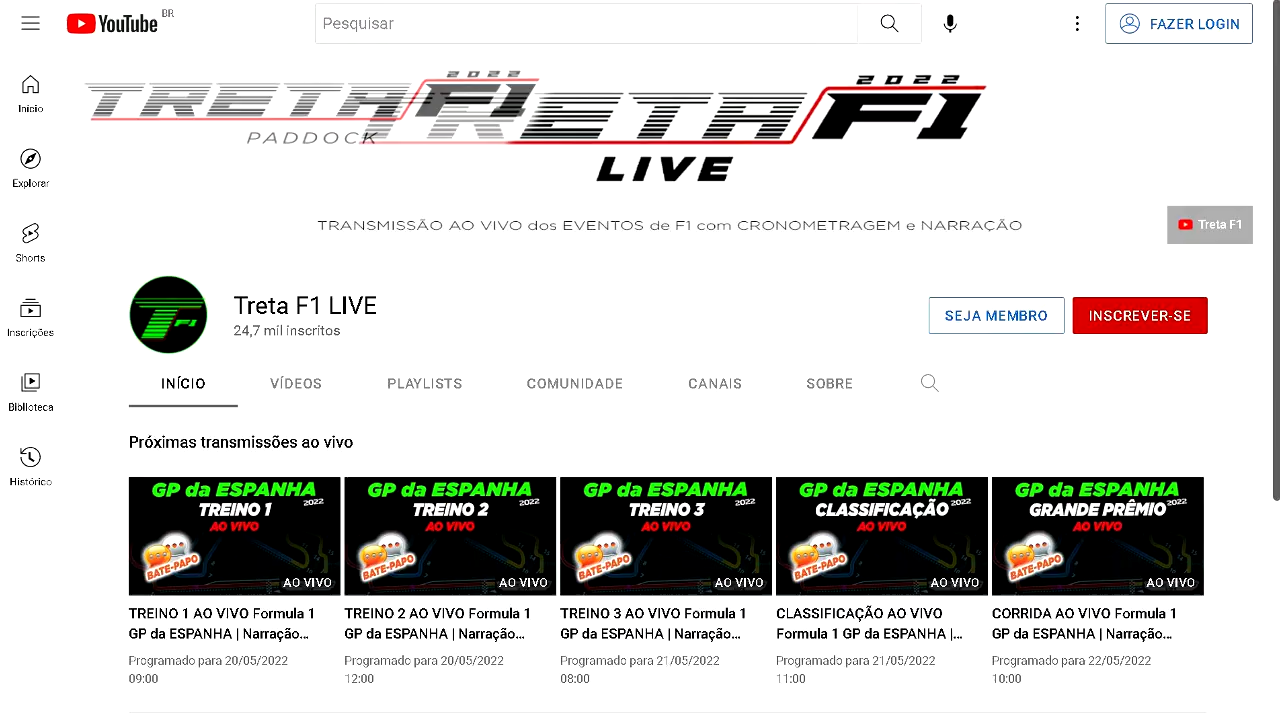 YouTube BR
Pesquisar
FAZER LOGIN
Início
Explorar
Shorts
Inscrições
Biblioteca
Histórico
2022
TRETA F1
PADDOCK
2022
TRETA F1
LIVE
TRANSMISSÃO AO VIVO dos EVENTOS de F1 com CRONOMETRAGEM e NARRAÇÃO
Treta F1
TF1
Treta F1 LIVE
24,7 mil inscritos
SEJA MEMBRO
INSCREVER-SE
INÍCIO VÍDEOS PLAYLISTS COMUNIDADE CANAIS SOBRE
Próximas transmissões ao vivo
GP da ESPANHA
TREINO 1 2022
AO VIVO
BATE-PAPO
AO VIVO
TREINO 1 AO VIVO Formula 1
GP da ESPANHA | Narração...
Programado para 20/05/2022
09:00
GP da ESPANHA
TREINO 2 2022
AO VIVO
BATE-PAPO
AO VIVO
TREINO 2 AO VIVO Formula 1
GP da ESPANHA | Narração...
Programado para 20/05/2022
12:00
GP da ESPANHA
TREINO 3 2022
AO VIVO
BATE-PAPO
AO VIVO
TREINO 3 AO VIVO Formula 1
GP da ESPANHA | Narração...
Programado para 21/05/2022
08:00
GP da ESPANHA
CLASSIFICAÇÃO 2022
AO VIVO
BATE-PAPO
AO VIVO
CLASSIFICAÇÃO AO VIVO
Formula 1 GP da ESPANHA |...
Programado para 21/05/2022
11:00
GP da ESPANHA
GRANDE PRÊMIO 2022
AO VIVO
BATE-PAPO
AO VIVO
CORRIDA AO VIVO Formula 1
GP da ESPANHA | Narração...
Programado para 22/05/2022
10:00